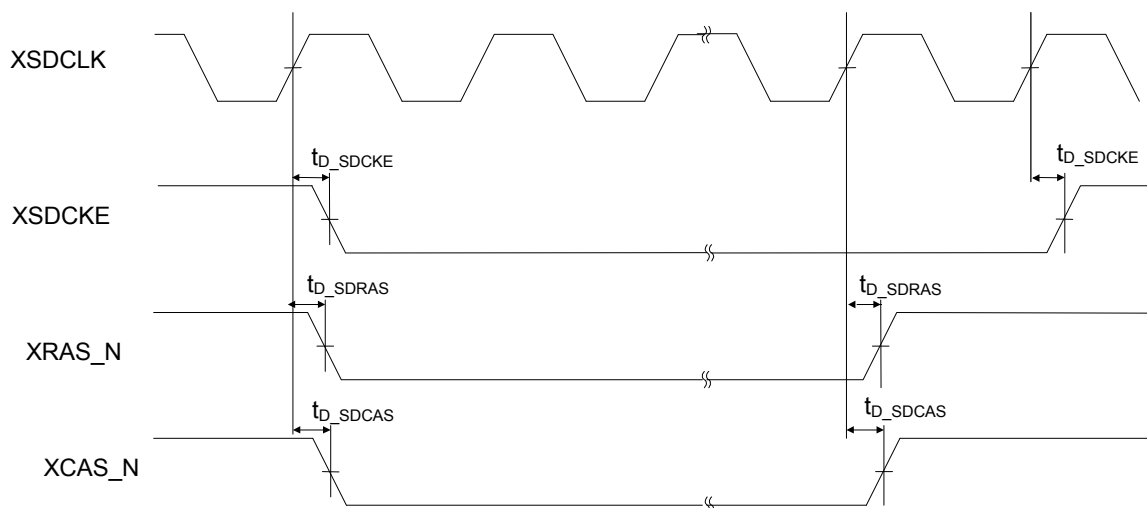 XSDCLK
tD_SDCKE
tD_SDCKE
XSDCKE
tD_SDRAS
tD_SDRAS
XRAS_N
tD_SDCAS
tD_SDCAS
XCAS_N